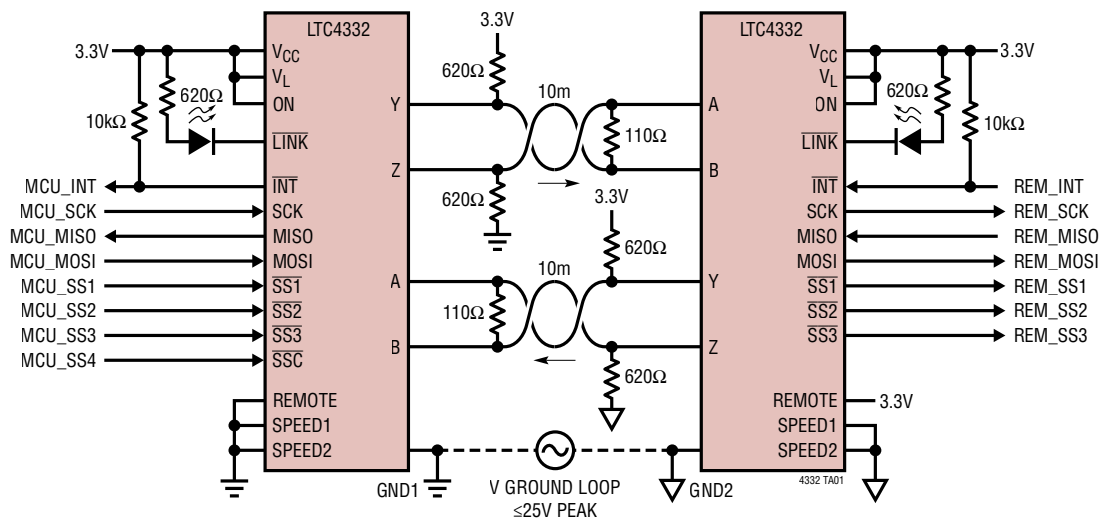 LTC4332
3.3V
VCC
VL
ON
620Ω
10kΩ
LINK
INT
SCK
MISO
MOSI
SS1
SS2
SS3
SSC
REMOTE
SPEED1
SPEED2
MCU_INT
MCU_SCK
MCU_MISO
MCU_MOSI
MCU_SS1
MCU_SS2
MCU_SS3
MCU_SS4
Y
Z
A
B
GND1
3.3V
620Ω
10m
110Ω
620Ω
3.3V
620Ω
10m
110Ω
620Ω
V GROUND LOOP
≤25V PEAK
LTC4332
A
B
Y
Z
GND2
VCC
VL
ON
LINK
INT
SCK
MISO
MOSI
SS1
SS2
SS3
REMOTE
SPEED1
SPEED2
3.3V
620Ω
10kΩ
REM_INT
REM_SCK
REM_MISO
REM_MOSI
REM_SS1
REM_SS2
REM_SS3
3.3V
4332 TA01